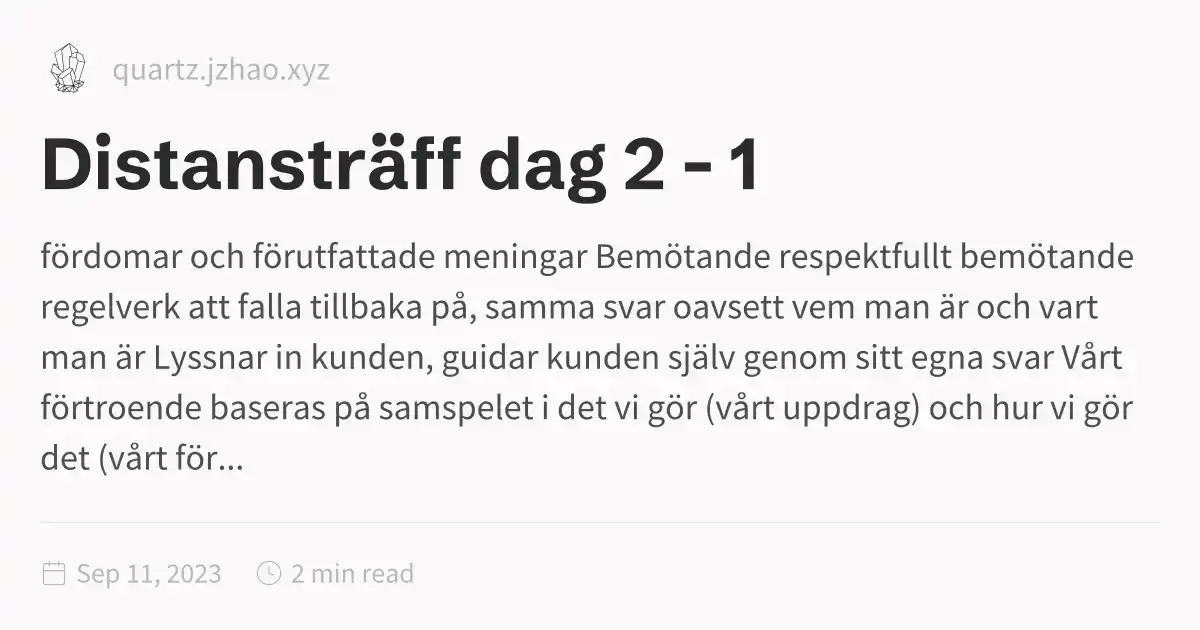 quartz.jzhao.xyz
Distansträff dag 2 - 1
fördomar och förutfattade meningar Bemötande respektfullt bemötande
regelverk att falla tillbaka på, samma svar oavsett vem man är och vart
man är Lyssnar in kunden, guidar kunden själv genom sitt egna svar Vårt
förtroende baseras på samspelet i det vi gör (vårt uppdrag) och hur vi gör
det (vårt för...
Sep 11, 2023 2 min read